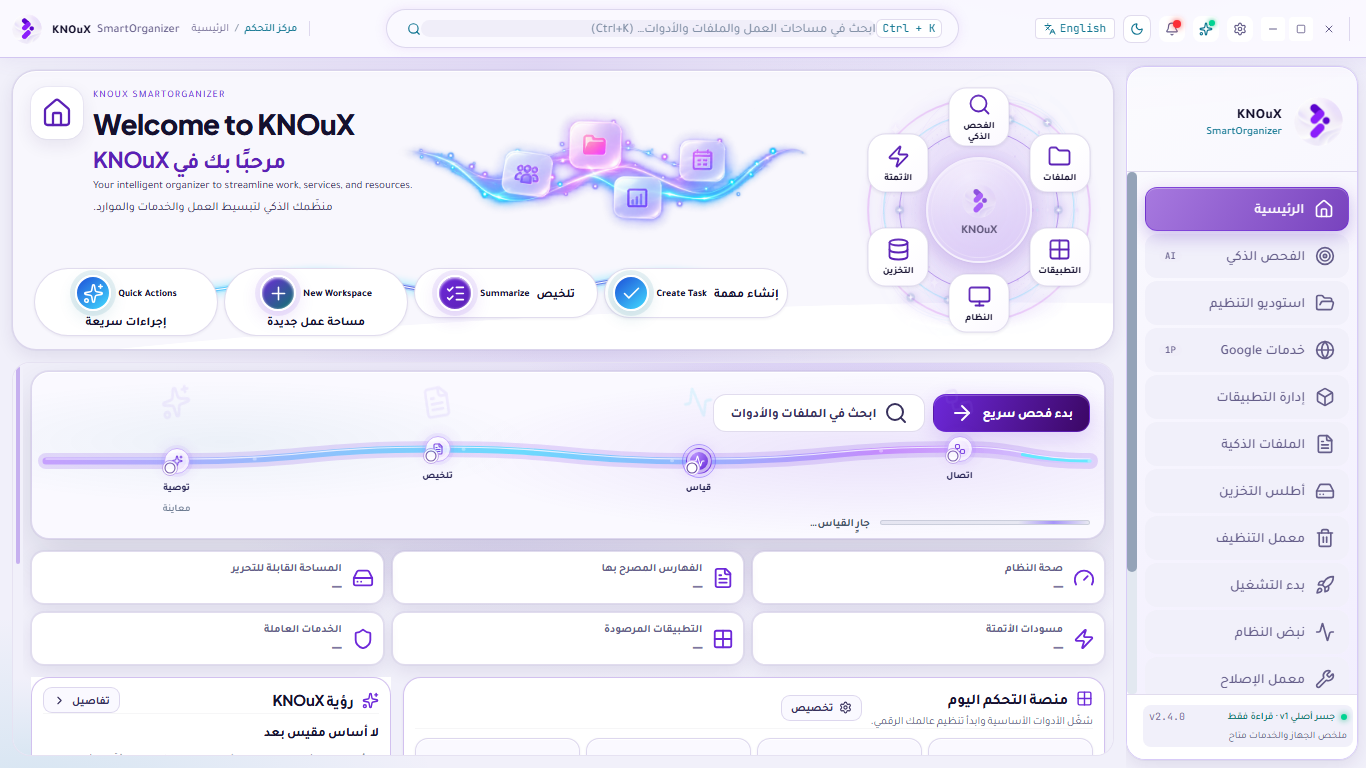 KNOuX SmartOrganizer
الرئيسية / مركز التحكم
ابحث في مساحات العمل والملفات والأدوات... (Ctrl+K)
Ctrl + K
English
KNOuX
SmartOrganizer
الرئيسية
الفحص الذكي AI
استوديو التنظيم
خدمات Google 1P
إدارة التطبيقات
الملفات الذكية
أطلس التخزين
معمل التنظيف
بدء التشغيل
نبض النظام
معمل الإصلاح
جسر أصلي v1 · قراءة فقط v2.4.0
ملخص الجهاز والخدمات متاح
KNOUX SMARTORGANIZER
Welcome to KNOuX
مرحبًا بك في KNOuX
Your intelligent organizer to streamline work, services, and resources.
منظّمك الذكي لتبسيط العمل والخدمات والموارد.
الفحص الذكي
الملفات
التطبيقات
النظام
التخزين
الأتمتة
KNOuX
Quick Actions
إجراءات سريعة
New Workspace
مساحة عمل جديدة
Summarize تلخيص
Create Task إنشاء مهمة
بدء فحص سريع
ابحث في الملفات والأدوات
اتصال
قياس
تلخيص
توصية
معاينة
جارٍ القياس...
صحة النظام
—
الفهارس المصرح بها
—
المساحة القابلة للتحرير
—
مسودات الأتمتة
—
التطبيقات المرصودة
—
الخدمات العاملة
—
منصة التحكم اليوم
شغّل الأدوات الأساسية وابدأ تنظيم عالمك الرقمي.
تخصيص
رؤية KNOuX
تفاصيل
لا أساس مقيس بعد